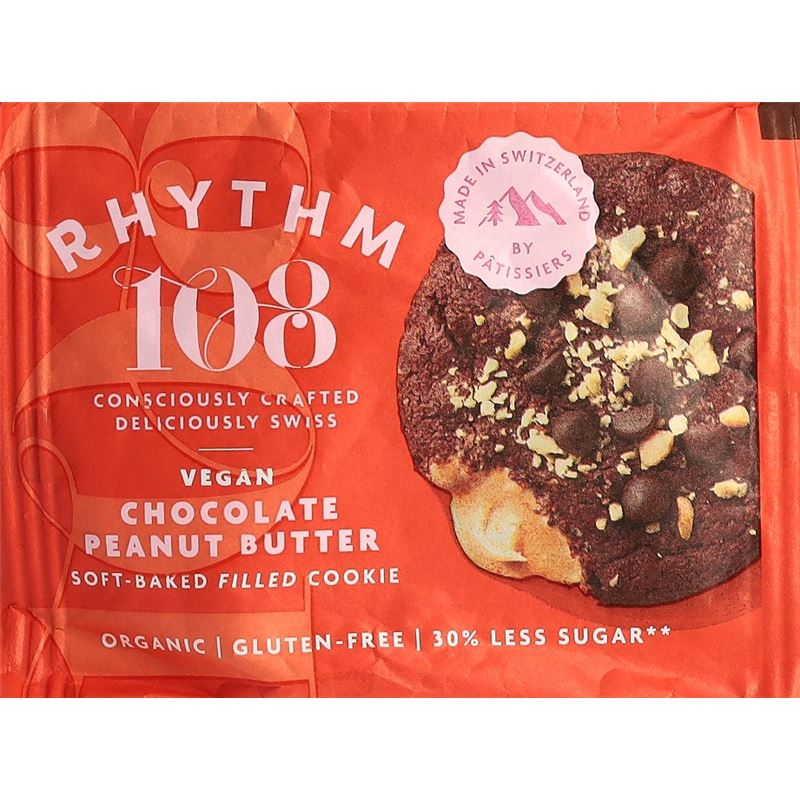 RHYTHM
108
CONSCIOUSLY CRAFTED
DELICIOUSLY SWISS
VEGAN
CHOCOLATE
PEANUT BUTTER
SOFT-BAKED FILLED COOKIE
ORGANIC | GLUTEN-FREE | 30% LESS SUGAR**
MADE IN SWITZERLAND
BY
PÂTISSIERS